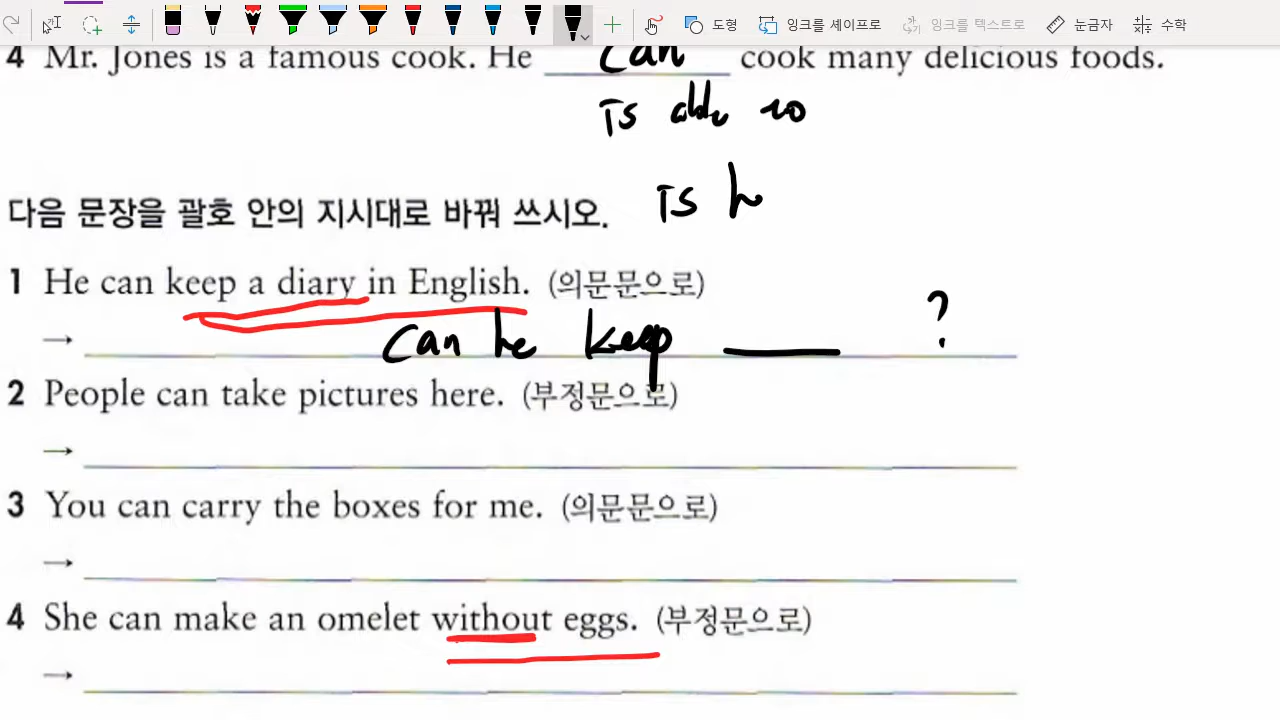 도형 잉크를 셰이프로 잉크를 텍스트로 눈금자 수학
4 Mr. Jones is a famous cook. He can cook many delicious foods.
is able to
다음 문장을 괄호 안의 지시대로 바꿔 쓰시오. is h
1 He can keep a diary in English. (의문문으로)
→ can he keep ?
2 People can take pictures here. (부정문으로)
→
3 You can carry the boxes for me. (의문문으로)
→
4 She can make an omelet without eggs. (부정문으로)
→